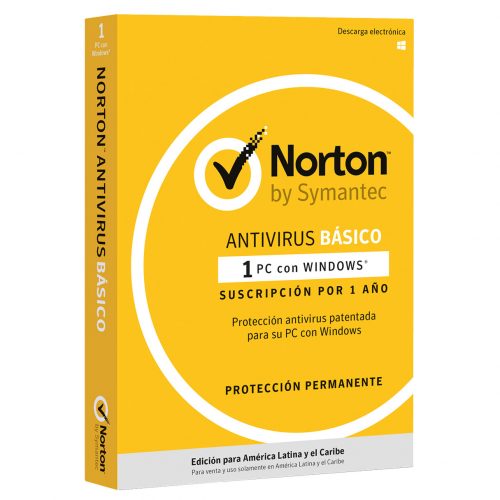 1
PC con
Windows®
NORTON™ ANTIVIRUS BÁSICO
Norton
by Symantec
Descarga electrónica
Norton™
by Symantec
ANTIVIRUS BÁSICO
1 PC con WINDOWS®
SUSCRIPCIÓN POR 1 AÑO
Protección antivirus patentada
para su PC con Windows
PROTECCIÓN PERMANENTE
Edición para América Latina y el Caribe
Para venta y uso solamente en América Latina y el Caribe